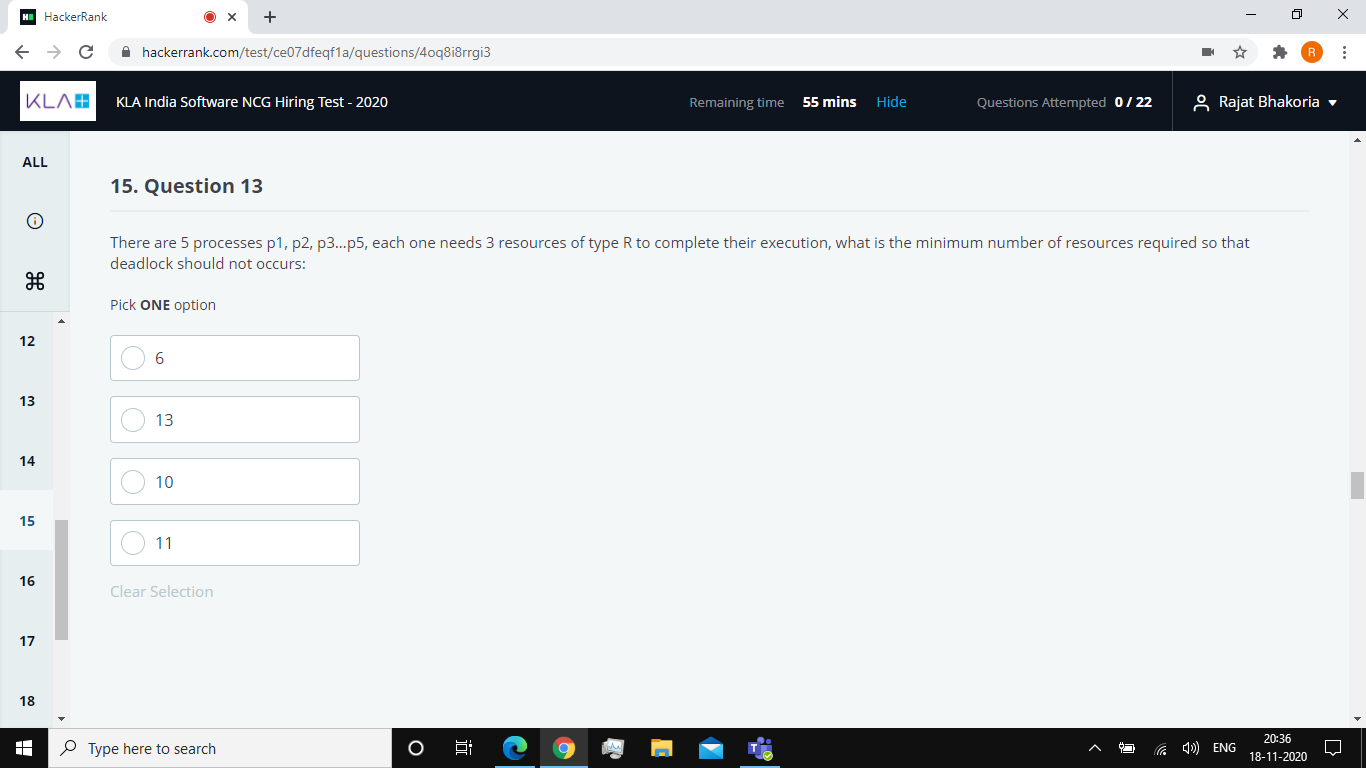 HackerRank
hackerrank.com/test/ce07dfeqf1a/questions/4oq8i8rrgi3
R
KLA
KLA India Software NCG Hiring Test - 2020
Remaining time 55 mins Hide
Questions Attempted 0 / 22
Rajat Bhakoria
ALL
12
13
14
15
16
17
18
15. Question 13
There are 5 processes p1, p2, p3...p5, each one needs 3 resources of type R to complete their execution, what is the minimum number of resources required so that
deadlock should not occurs:
Pick ONE option
6
13
10
11
Clear Selection
Type here to search
ENG
20:36
18-11-2020